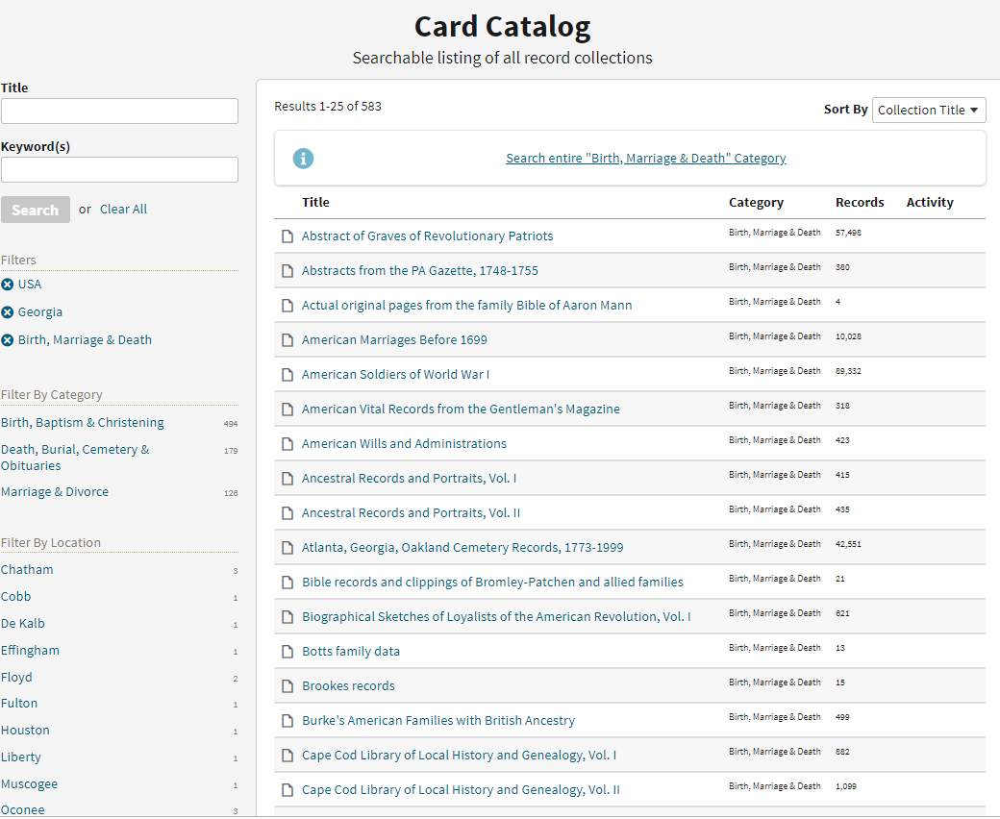 Card Catalog
Searchable listing of all record collections
Title
Keyword(s)
Search or Clear All
Filters
USA
Georgia
Birth, Marriage & Death
Filter By Category
Birth, Baptism & Christening 494
Death, Burial, Cemetery & 179
Obituaries
Marriage & Divorce 126
Filter By Location
Chatham 3
Cobb 1
De Kalb 1
Effingham 1
Floyd 2
Fulton 1
Houston 1
Liberty 1
Muscogee 1
Oconee 3
Results 1-25 of 583
Sort By Collection Title
Search entire "Birth, Marriage & Death" Category
Title Category Records Activity
Abstract of Graves of Revolutionary Patriots Birth, Marriage & Death 57,498
Abstracts from the PA Gazette, 1748-1755 Birth, Marriage & Death 380
Actual original pages from the family Bible of Aaron Mann Birth, Marriage & Death 4
American Marriages Before 1699 Birth, Marriage & Death 10,028
American Soldiers of World War I Birth, Marriage & Death 89,332
American Vital Records from the Gentleman's Magazine Birth, Marriage & Death 318
American Wills and Administrations Birth, Marriage & Death 423
Ancestral Records and Portraits, Vol. I Birth, Marriage & Death 415
Ancestral Records and Portraits, Vol. II Birth, Marriage & Death 435
Atlanta, Georgia, Oakland Cemetery Records, 1773-1999 Birth, Marriage & Death 42,551
Bible records and clippings of Bromley-Patchen and allied families Birth, Marriage & Death 21
Biographical Sketches of Loyalists of the American Revolution, Vol. I Birth, Marriage & Death 621
Botts family data Birth, Marriage & Death 13
Brookes records Birth, Marriage & Death 15
Burke's American Families with British Ancestry Birth, Marriage & Death 499
Cape Cod Library of Local History and Genealogy, Vol. I Birth, Marriage & Death 882
Cape Cod Library of Local History and Genealogy, Vol. II Birth, Marriage & Death 1,099